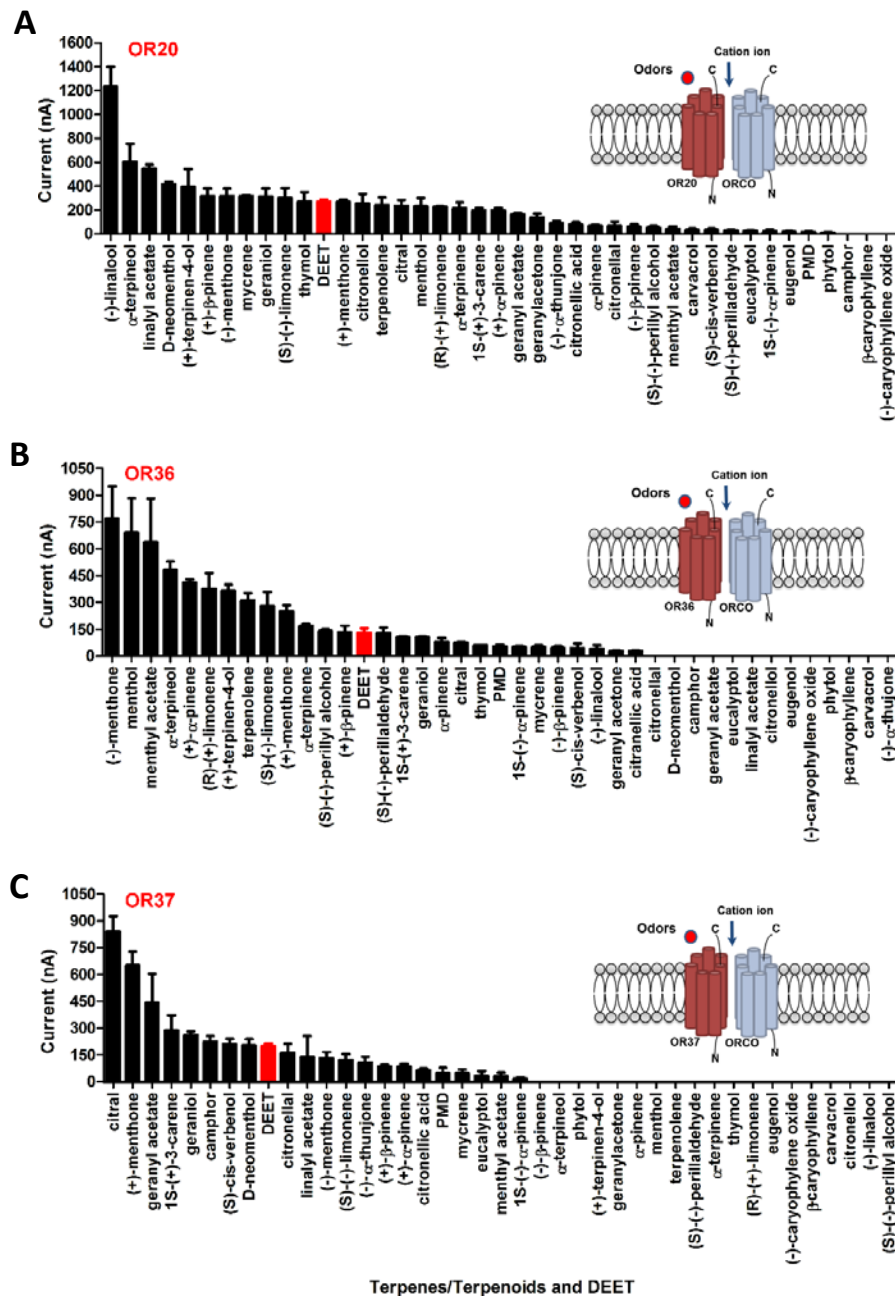 A
OR20
Current (nA)
1600
1400
1200
1000
800
600
400
200
0
(-)-linalool
α-terpineol
linalyl acetate
D-neomenthol
(+)-terpinen-4-ol
(+)-β-pinene
(-)-menthone
myrcene
geraniol
(S)-(-)-limonene
thymol
DEET
(+)-menthone
citronellol
terpenolene
citral
menthol
(R)-(+)-limonene
α-terpinene
1S-(+)-3-carene
(+)-α-pinene
geranyl acetate
geranylacetone
(-)-α-thunjone
citronellic acid
α-pinene
citronellal
(-)-β-pinene
(S)-(-)-perillyl alcohol
menthyl acetate
carvacrol
(S)-cis-verbenol
(S)-(-)-perilladehyde
eucalyptol
1S-(-)-α-pinene
eugenol
PMD
phytol
camphor
β-caryophyllene
(-)-caryophyllene oxide
Cation ion
Odors
C
C
OR20
ORCO
N
N
B
OR36
Current (nA)
1050
900
750
600
450
300
150
0
(-)-menthone
menthol
menthyl acetate
α-terpineol
(+)-α-pinene
(R)-(+)-limonene
(+)-terpinen-4-ol
terpenolene
(S)-(-)-limonene
(+)-menthone
α-terpinene
(S)-(-)-perillyl alcohol
(+)-β-pinene
DEET
(S)-(-)-perillaldehyde
1S-(+)-3-carene
geraniol
α-pinene
citral
thymol
PMD
1S-(-)-α-pinene
myrcene
(-)-β-pinene
(S)-cis-verbenol
(-)-linalool
geranyl acetone
citranellic acid
citronellal
D-neomenthol
camphor
geranyl acetate
eucalyptol
linalyl acetate
citronellol
eugenol
(-)-caryophyllene oxide
phytol
β-caryophyllene
carvacrol
(-)-α-thujone
Cation ion
Odors
C
C
OR36
ORCO
N
N
C
OR37
Current (nA)
1050
900
750
600
450
300
150
0
citral
(+)-menthone
geranyl acetate
1S-(+)-3-carene
geraniol
camphor
(S)-cis-verbenol
D-neomenthol
DEET
citronellal
linalyl acetate
(-)-menthone
(S)-(-)-limonene
(-)-α-thunjone
(+)-β-pinene
(+)-α-pinene
citronellic acid
PMD
myrcene
eucalyptol
menthyl acetate
1S-(-)-α-pinene
(-)-β-pinene
α-terpineol
phytol
(+)-terpinen-4-ol
geranylacetone
α-pinene
menthol
terpenolene
(S)-(-)-perillaldehyde
α-terpinene
thymol
(R)-(+)-limonene
eugenol
(-)-caryophylene oxide
β-caryophyllene
carvacrol
citronellol
(-)-linalool
(S)-(-)-perillyl alcohol
Cation ion
Odors
C
C
OR37
ORCO
N
N
Terpenes/Terpenoids and DEET